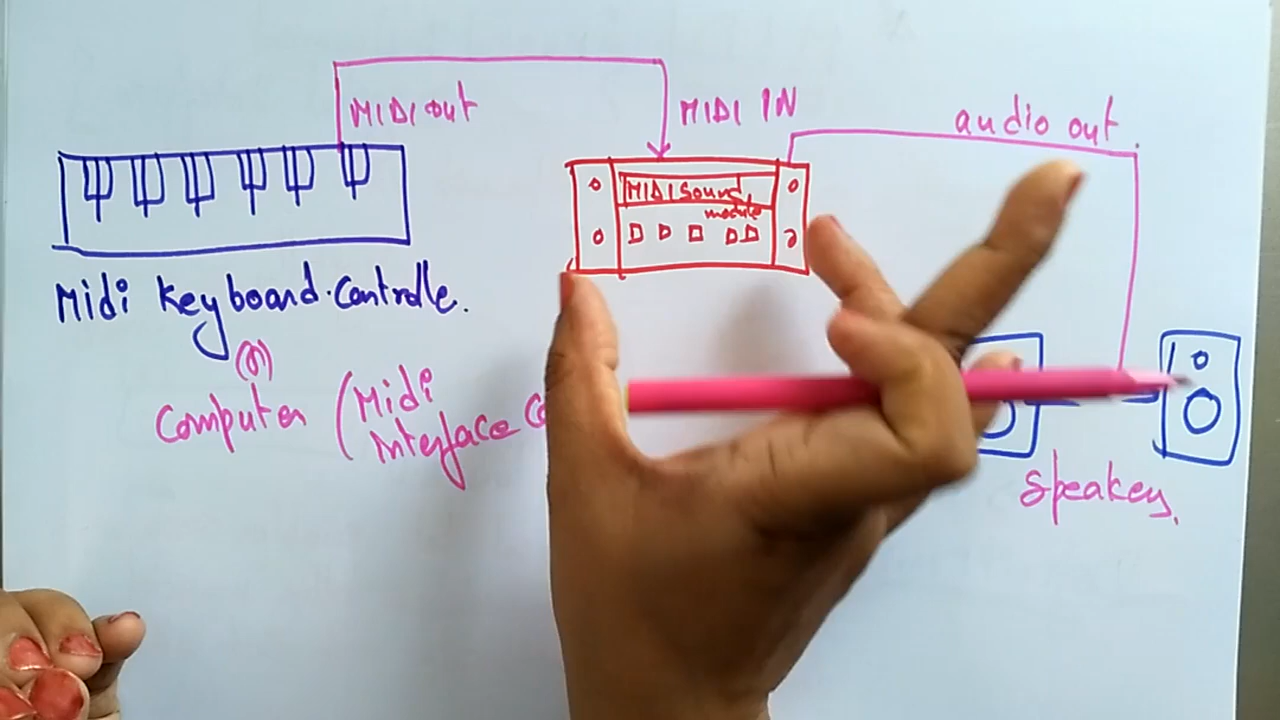 MIDI out
MIDI IN
audio out
MIDI Sound
module
Midi Keyboard Controlle.
(or)
Computer (Midi
Interface
Speakers